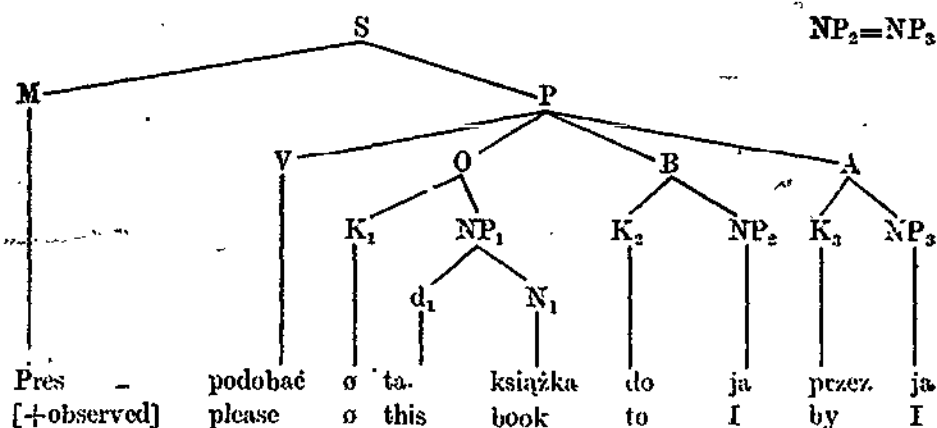 NP₂=NP₃
S
M P
V O B A
K₁ NP₁ K₂ NP₂ K₃ NP₃
d₁ N₁
Pres podobać ø ta książka do ja przez ja
[+observed] please ø this book to I by I